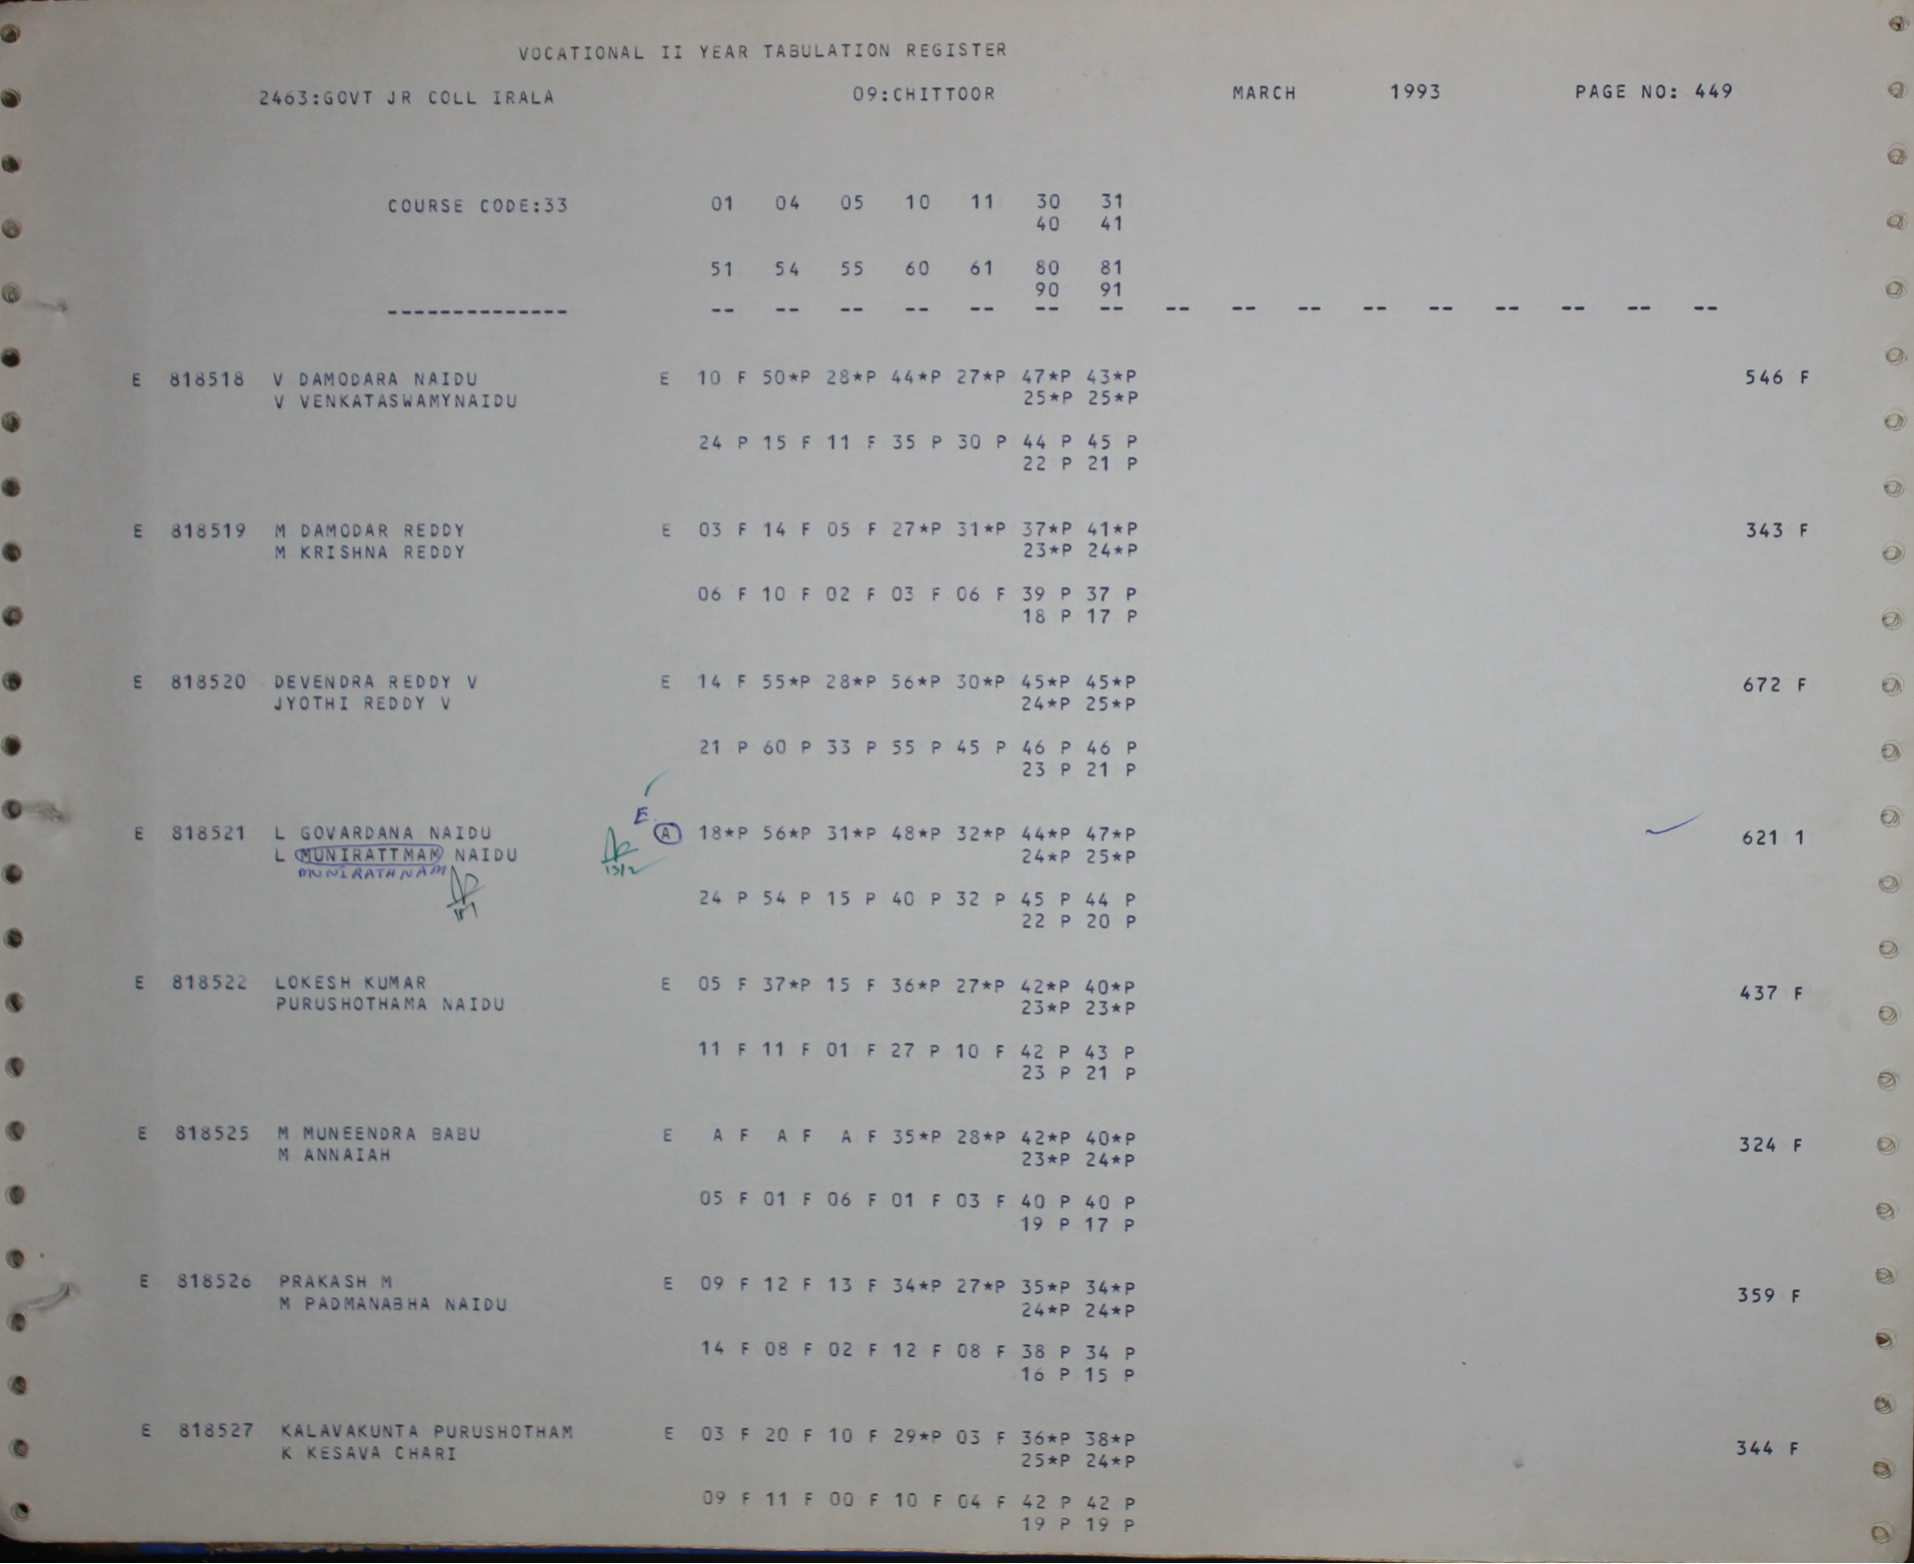 VOCATIONAL II YEAR TABULATION REGISTER
2463:GOVT JR COLL IRALA 09:CHITTOOR MARCH 1993 PAGE NO: 449
COURSE CODE:33 01 04 05 10 11 30 31
40 41
51 54 55 60 61 80 81
90 91
-------------- -- -- -- -- -- -- -- -- -- -- -- -- -- -- -- --
E 818518 V DAMODARA NAIDU E 10 F 50*P 28*P 44*P 27*P 47*P 43*P 546 F
V VENKATASWAMYNAIDU 25*P 25*P
24 P 15 F 11 F 35 P 30 P 44 P 45 P
22 P 21 P
E 818519 M DAMODAR REDDY E 03 F 14 F 05 F 27*P 31*P 37*P 41*P 343 F
M KRISHNA REDDY 23*P 24*P
06 F 10 F 02 F 03 F 06 F 39 P 37 P
18 P 17 P
E 818520 DEVENDRA REDDY V E 14 F 55*P 28*P 56*P 30*P 45*P 45*P 672 F
JYOTHI REDDY V 24*P 25*P
21 P 60 P 33 P 55 P 45 P 46 P 46 P
23 P 21 P
E
E 818521 L GOVARDANA NAIDU A 18*P 56*P 31*P 48*P 32*P 44*P 47*P 621 1
L MUNIRATTMAM NAIDU 24*P 25*P
MUNIRATHNAM 13/2
24 P 54 P 15 P 40 P 32 P 45 P 44 P
22 P 20 P
E 818522 LOKESH KUMAR E 05 F 37*P 15 F 36*P 27*P 42*P 40*P 437 F
PURUSHOTHAMA NAIDU 23*P 23*P
11 F 11 F 01 F 27 P 10 F 42 P 43 P
23 P 21 P
E 818525 M MUNEENDRA BABU E A F A F A F 35*P 28*P 42*P 40*P 324 F
M ANNAIAH 23*P 24*P
05 F 01 F 06 F 01 F 03 F 40 P 40 P
19 P 17 P
E 818526 PRAKASH M E 09 F 12 F 13 F 34*P 27*P 35*P 34*P 359 F
M PADMANABHA NAIDU 24*P 24*P
14 F 08 F 02 F 12 F 08 F 38 P 34 P
16 P 15 P
E 818527 KALAVAKUNTA PURUSHOTHAM E 03 F 20 F 10 F 29*P 03 F 36*P 38*P 344 F
K KESAVA CHARI 25*P 24*P
09 F 11 F 00 F 10 F 04 F 42 P 42 P
19 P 19 P